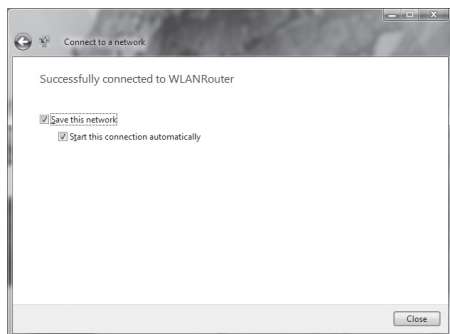 Connect to a network
Successfully connected to WLANRouter
Save this network
Start this connection automatically
Close